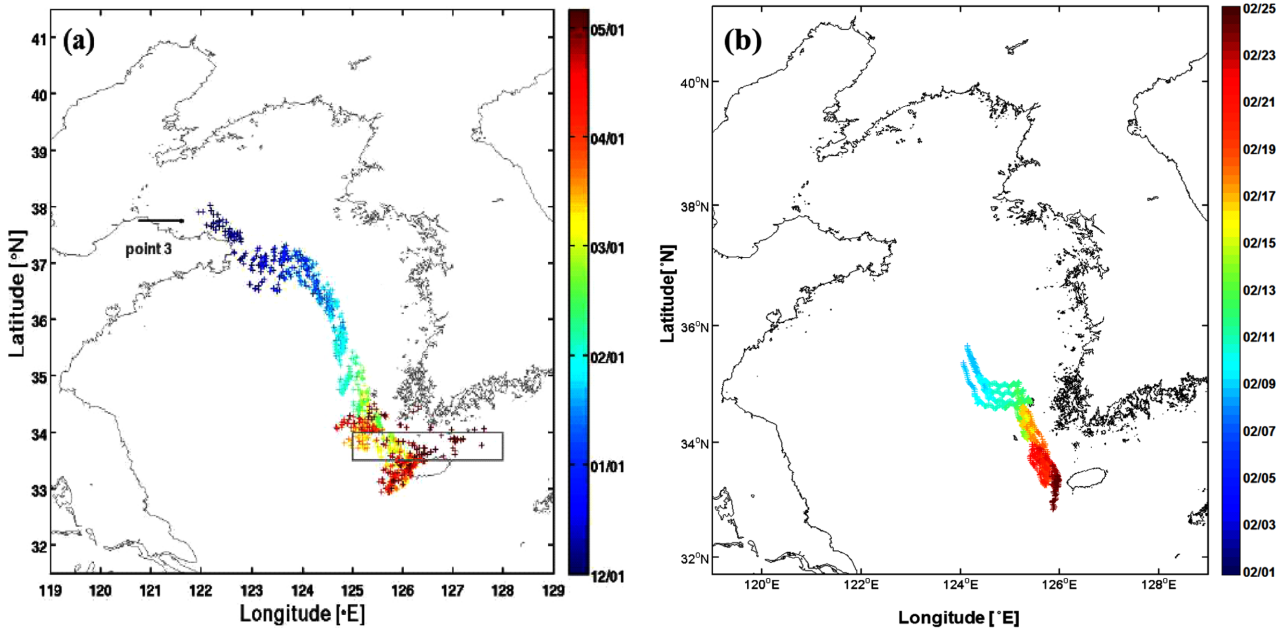 (a)
41
40
39
38
37
36
35
34
33
32
Latitude [•N]
point 3
119 120 121 122 123 124 125 126 127 128 129
Longitude [•E]
05/01
04/01
03/01
02/01
01/01
12/01
(b)
40°N
38°N
36°N
34°N
32°N
Latitude[°N]
120°E 122°E 124°E 126°E 128°E
Longitude [°E]
02/25
02/23
02/21
02/19
02/17
02/15
02/13
02/11
02/09
02/07
02/05
02/03
02/01